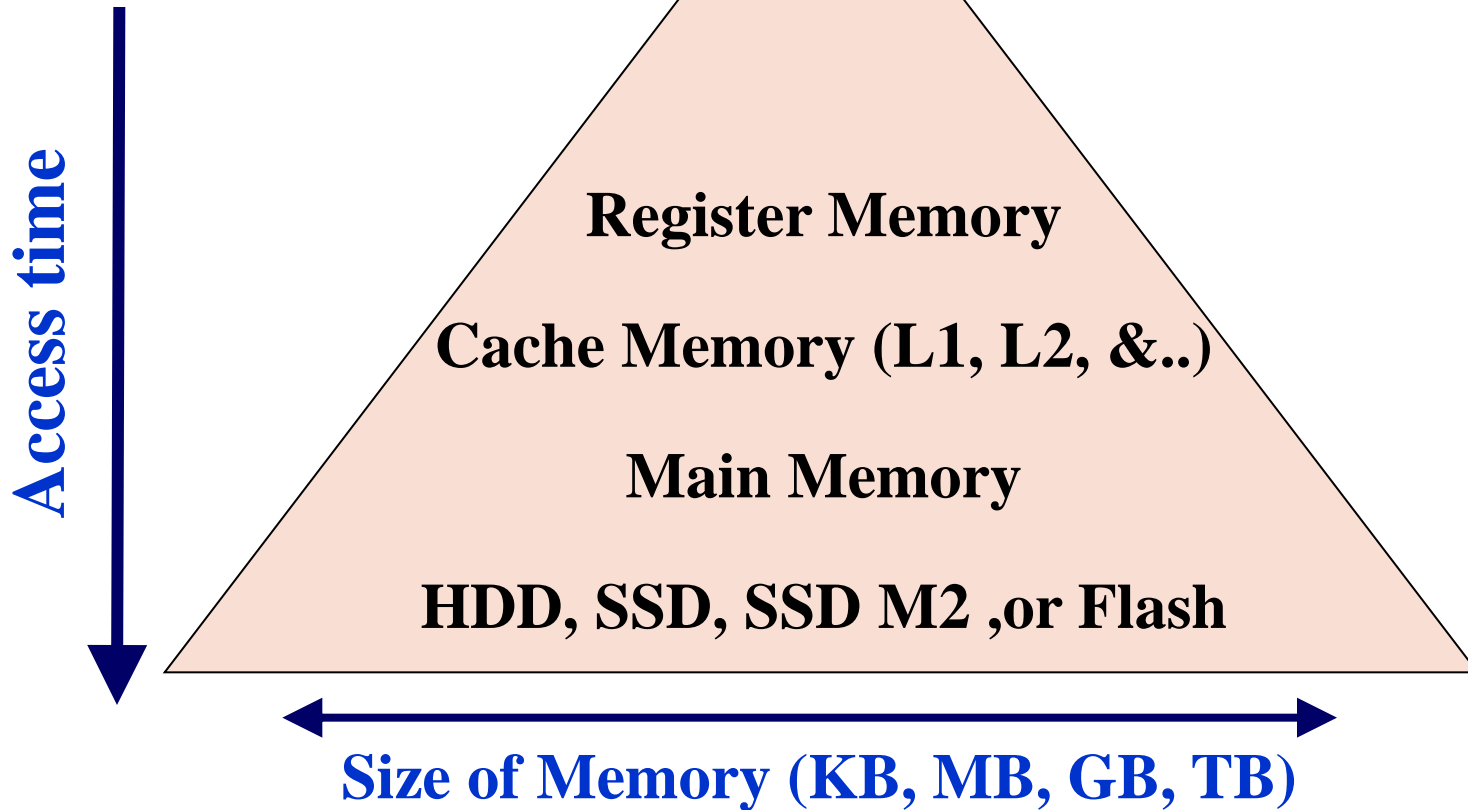 Access time
Register Memory
Cache Memory (L1, L2, &..)
Main Memory
HDD, SSD, SSD M2 ,or Flash
Size of Memory (KB, MB, GB, TB)